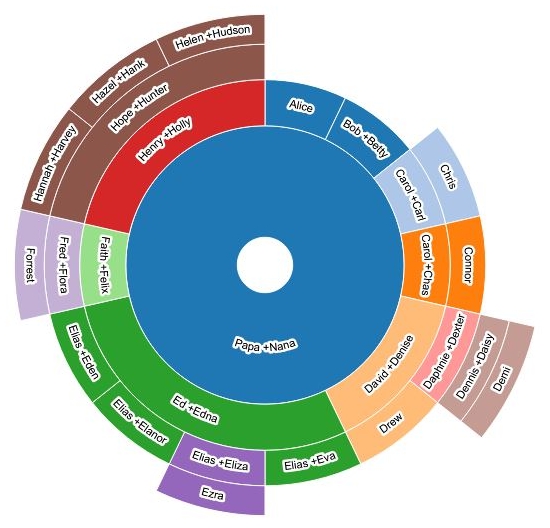 Helen +Hudson
Hazel +Hank
Hope +Hunter
Hannah +Harvey
Henry +Holly
Alice
Bob +Betty
Carol +Carl
Chris
Carol +Chas
Connor
Forrest
Fred +Flora
Faith +Felix
Papa +Nana
David +Denise
Daphnie +Dexter
Dennis +Daisy
Demi
Drew
Elias +Eden
Ed +Edna
Elias +Elanor
Elias +Eliza
Elias +Eva
Ezra